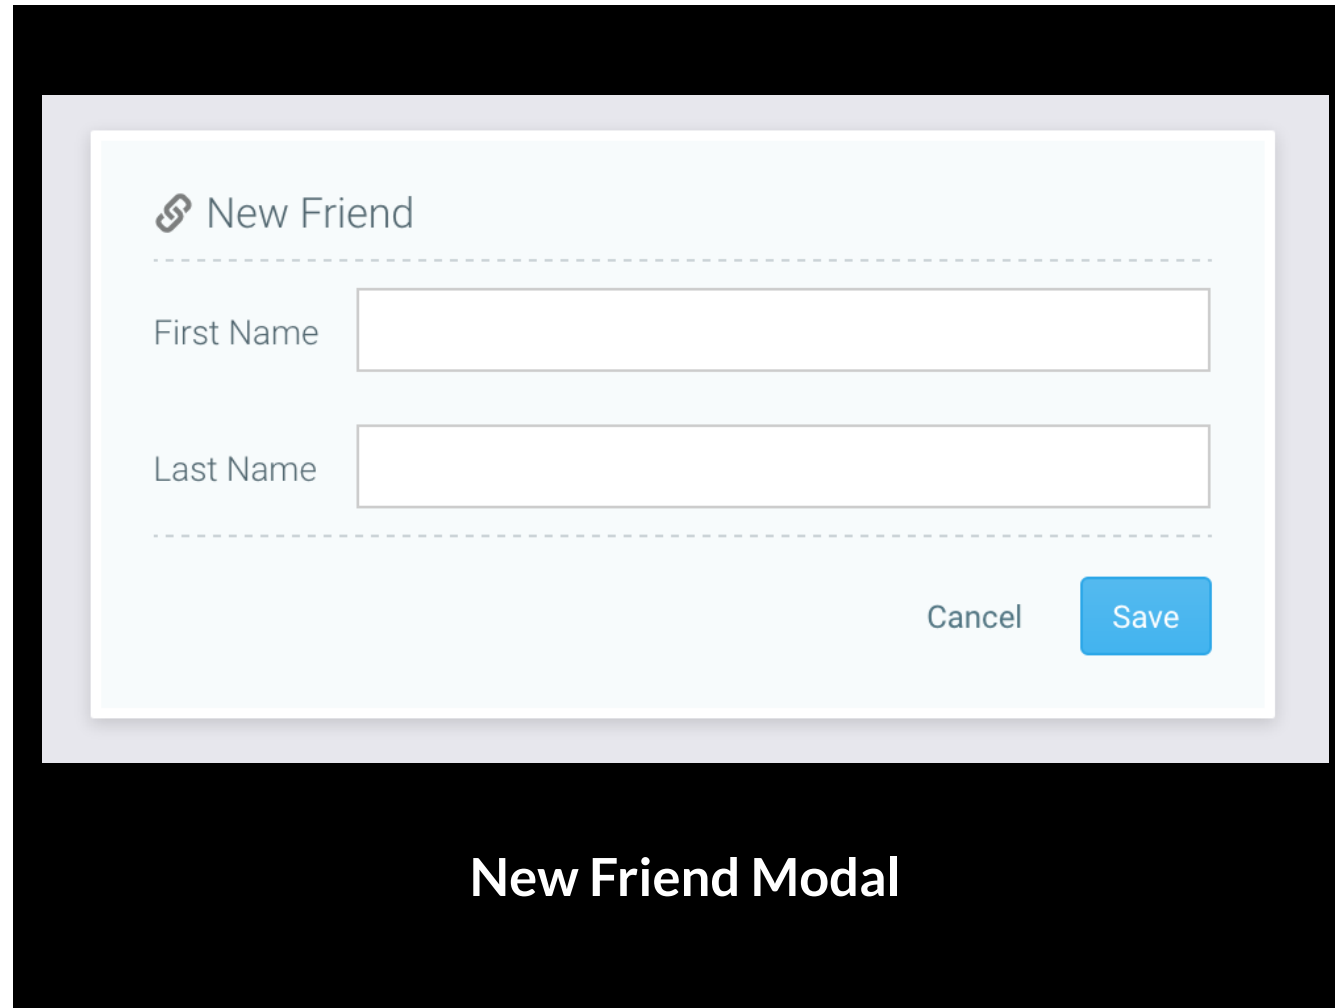 New Friend
First Name
Last Name
Cancel Save
New Friend Modal